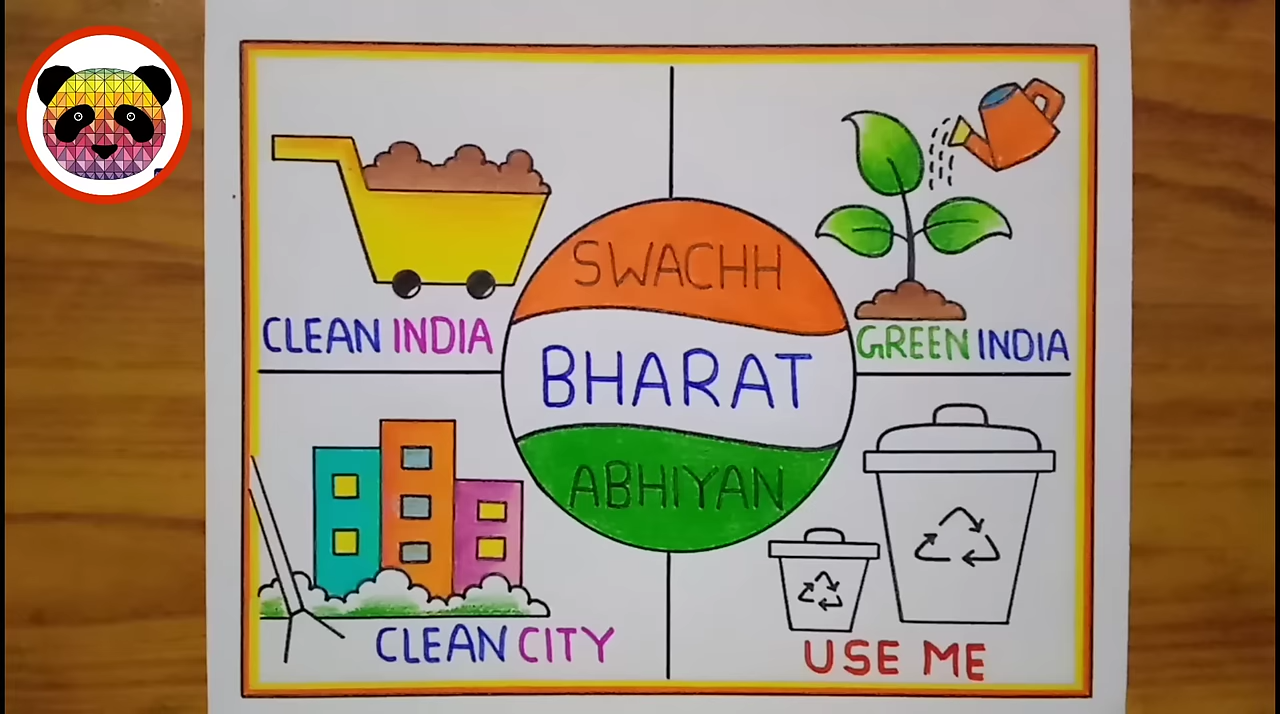 SWACHH
BHARAT
ABHIYAN
CLEAN INDIA
GREEN INDIA
CLEAN CITY
USE ME